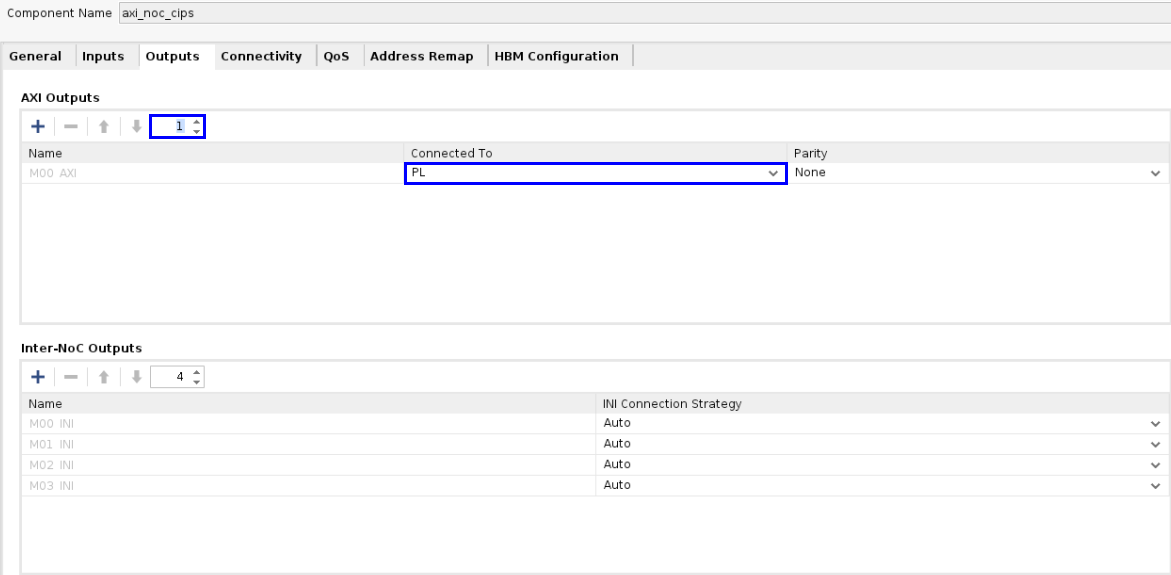 Component Name axi_noc_cips
General Inputs Outputs Connectivity QoS Address Remap HBM Configuration
AXI Outputs
1
Name Connected To Parity
M00 AXI PL None
Inter-NoC Outputs
4
Name INI Connection Strategy
M00 INI Auto
M01 INI Auto
M02 INI Auto
M03 INI Auto